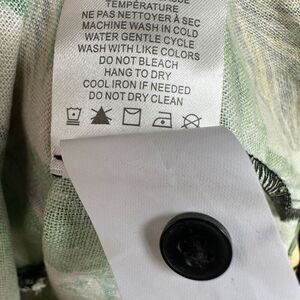 TEMPÉRATURE
NE PAS NETTOYER À SEC
MACHINE WASH IN COLD
WATER GENTLE CYCLE
WASH WITH LIKE COLORS
DO NOT BLEACH
HANG TO DRY
COOL IRON IF NEEDED
DO NOT DRY CLEAN